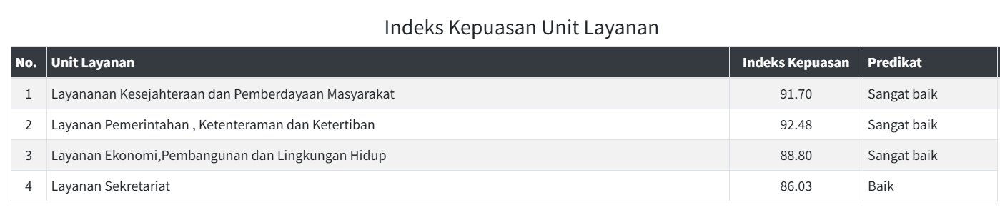 Indeks Kepuasan Unit Layanan
No. Unit Layanan Indeks Kepuasan Predikat
1 Layananan Kesejahteraan dan Pemberdayaan Masyarakat 91.70 Sangat baik
2 Layanan Pemerintahan , Ketenteraman dan Ketertiban 92.48 Sangat baik
3 Layanan Ekonomi,Pembangunan dan Lingkungan Hidup 88.80 Sangat baik
4 Layanan Sekretariat 86.03 Baik